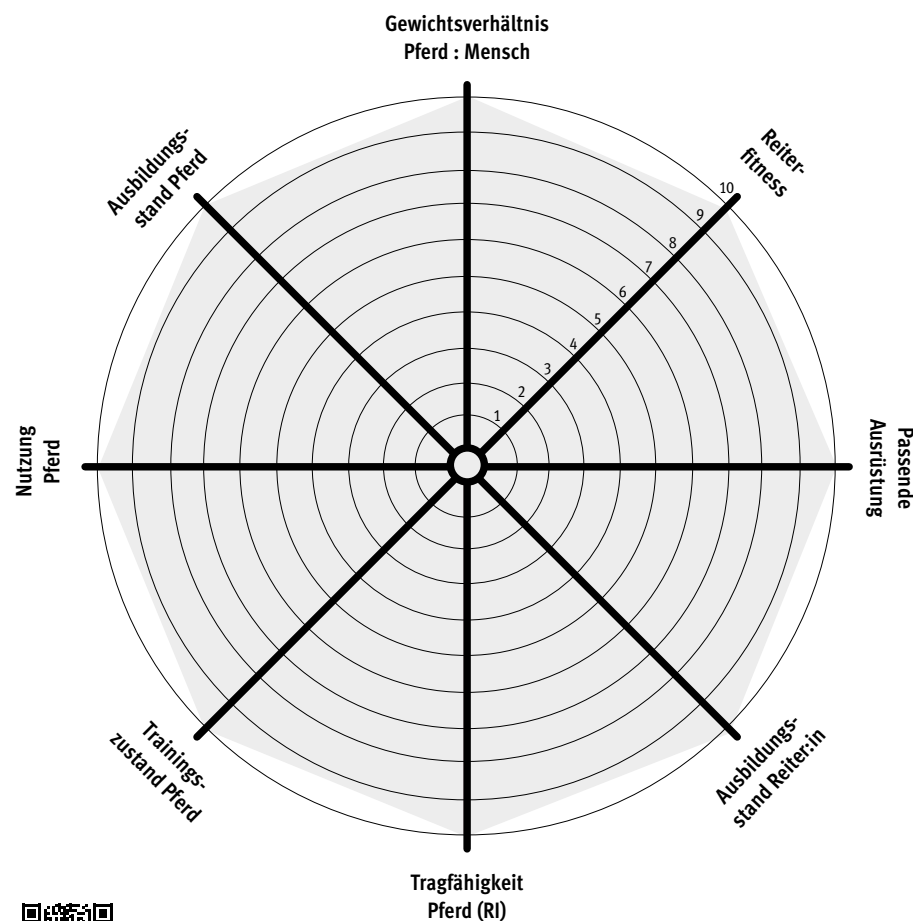 Gewichtsverhältnis
Pferd : Mensch
Reiter-
fitness
Ausbildungs-
stand Pferd
10
9
8
7
6
5
4
3
2
1
Passende
Ausrüstung
Nutzung
Pferd
Trainings-
zustand Pferd
Ausbildungs-
stand Reiter:in
Tragfähigkeit
Pferd (RI)